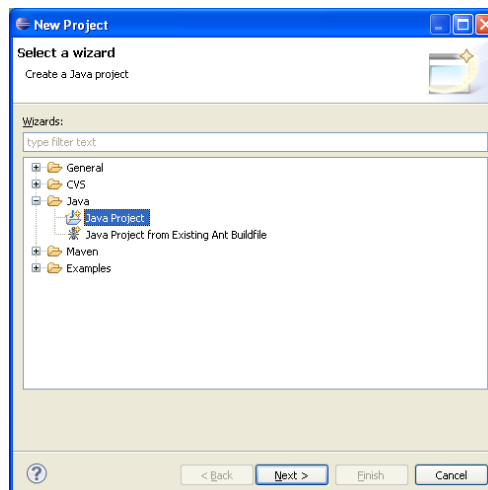 New Project
Select a wizard
Create a Java project
Wizards:
type filter text
General
CVS
Java
Java Project
Java Project from Existing Ant Buildfile
Maven
Examples
?
< Back
Next >
Finish
Cancel